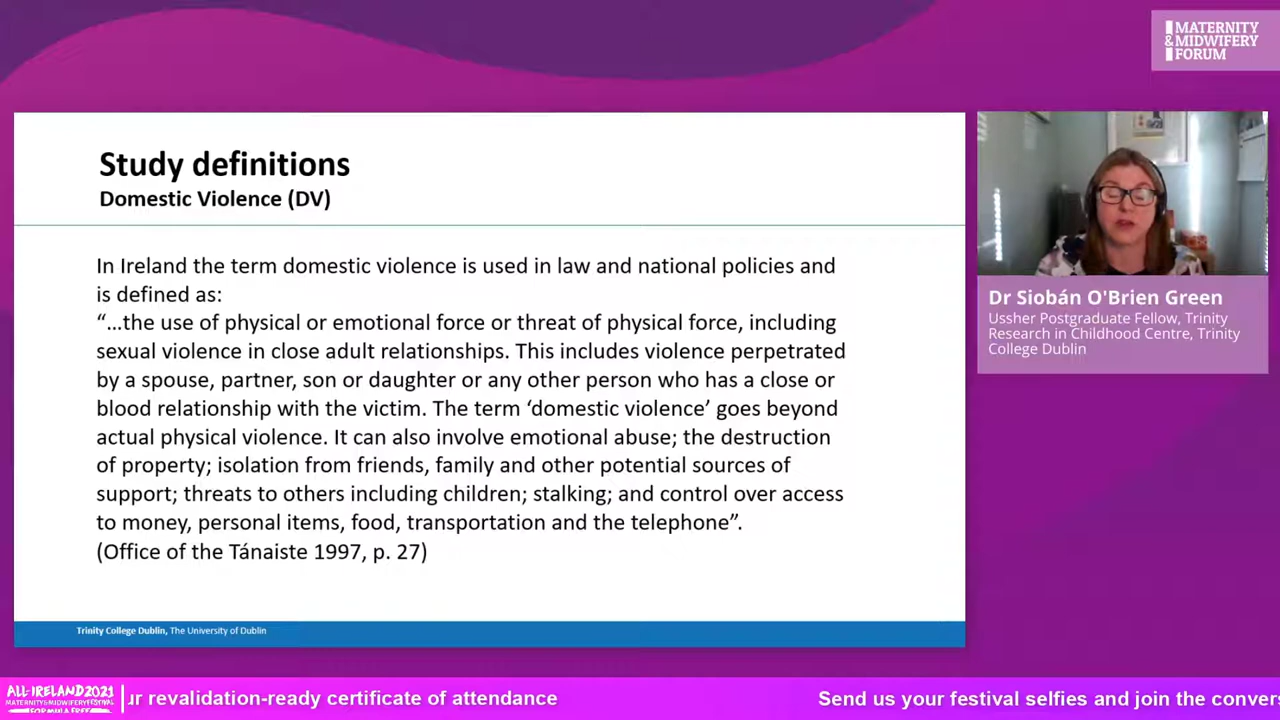 MATERNITY
&MIDWIFERY
FORUM
Study definitions
Domestic Violence (DV)
In Ireland the term domestic violence is used in law and national policies and
is defined as:
“…the use of physical or emotional force or threat of physical force, including
sexual violence in close adult relationships. This includes violence perpetrated
by a spouse, partner, son or daughter or any other person who has a close or
blood relationship with the victim. The term ‘domestic violence’ goes beyond
actual physical violence. It can also involve emotional abuse; the destruction
of property; isolation from friends, family and other potential sources of
support; threats to others including children; stalking; and control over access
to money, personal items, food, transportation and the telephone”.
(Office of the Tánaiste 1997, p. 27)
Trinity College Dublin, The University of Dublin
Dr Siobán O'Brien Green
Ussher Postgraduate Fellow, Trinity
Research in Childhood Centre, Trinity
College Dublin
ALL-IRELAND2021
MATERNITY&MIDWIFERYFESTIVAL
FORMULA FREE
ur revalidation-ready certificate of attendance
Send us your festival selfies and join the convers